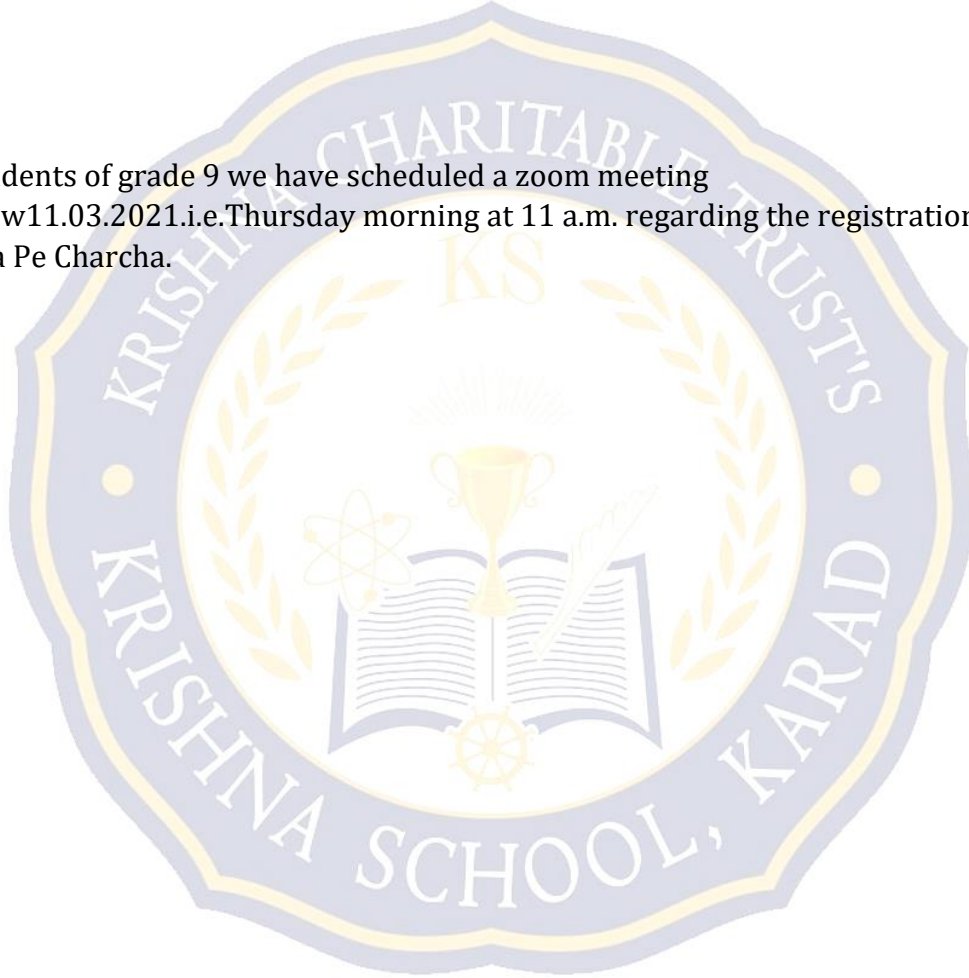 dents of grade 9 we have scheduled a zoom meeting
w11.03.2021.i.e.Thursday morning at 11 a.m. regarding the registration
a Pe Charcha.
KRISHNA CHARITABLE TRUST'S
KS
KRISHNA SCHOOL, KARAD